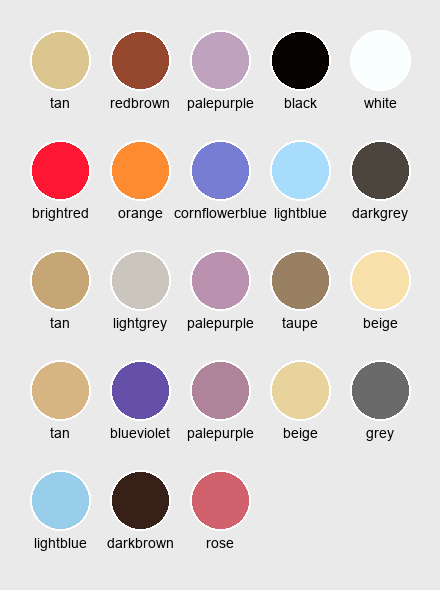 tan redbrown palepurple black white
brightred orange cornflowerblue lightblue darkgrey
tan lightgrey palepurple taupe beige
tan blueviolet palepurple beige grey
lightblue darkbrown rose